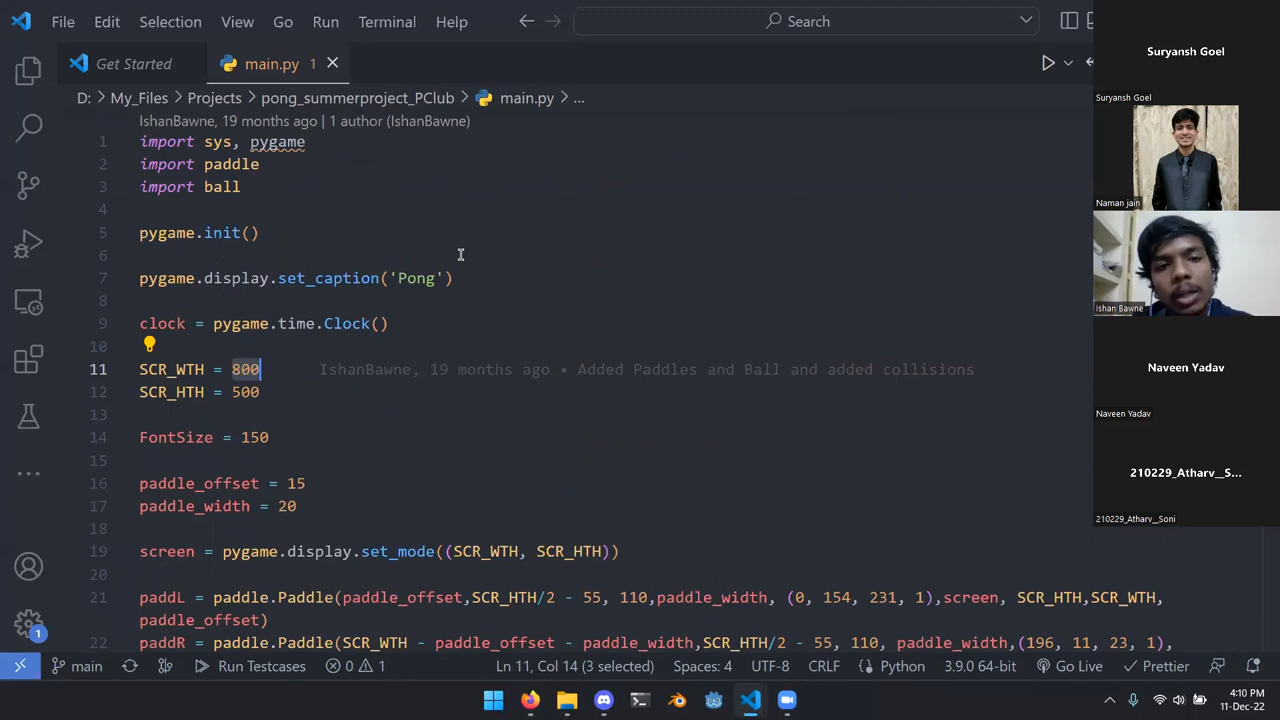 File Edit Selection View Go Run Terminal Help
Search
Get Started
main.py 1
D: > My_Files > Projects > pong_summerproject_PClub > main.py > ...
IshanBawne, 19 months ago | 1 author (IshanBawne)
1 import sys, pygame
2 import paddle
3 import ball
4
5 pygame.init()
6
7 pygame.display.set_caption('Pong')
8
9 clock = pygame.time.Clock()
10
11 SCR_WTH = 800 IshanBawne, 19 months ago • Added Paddles and Ball and added collisions
12 SCR_HTH = 500
13
14 FontSize = 150
15
16 paddle_offset = 15
17 paddle_width = 20
18
19 screen = pygame.display.set_mode((SCR_WTH, SCR_HTH))
20
21 paddL = paddle.Paddle(paddle_offset,SCR_HTH/2 - 55, 110,paddle_width, (0, 154, 231, 1),screen, SCR_HTH,SCR_WTH,
paddle_offset)
22 paddR = paddle.Paddle(SCR_WTH - paddle_offset - paddle_width,SCR_HTH/2 - 55, 110, paddle_width,(196, 11, 23, 1),
1
main
Run Testcases
0 1
Ln 11, Col 14 (3 selected)
Spaces: 4
UTF-8
CRLF
Python
3.9.0 64-bit
Go Live
Prettier
4:10 PM
11-Dec-22
Suryansh Goel
Suryansh Goel
Naman jain
Ishan Bawne
Naveen Yadav
Naveen Yadav
210229_Atharv__S...
210229_Atharv__Soni